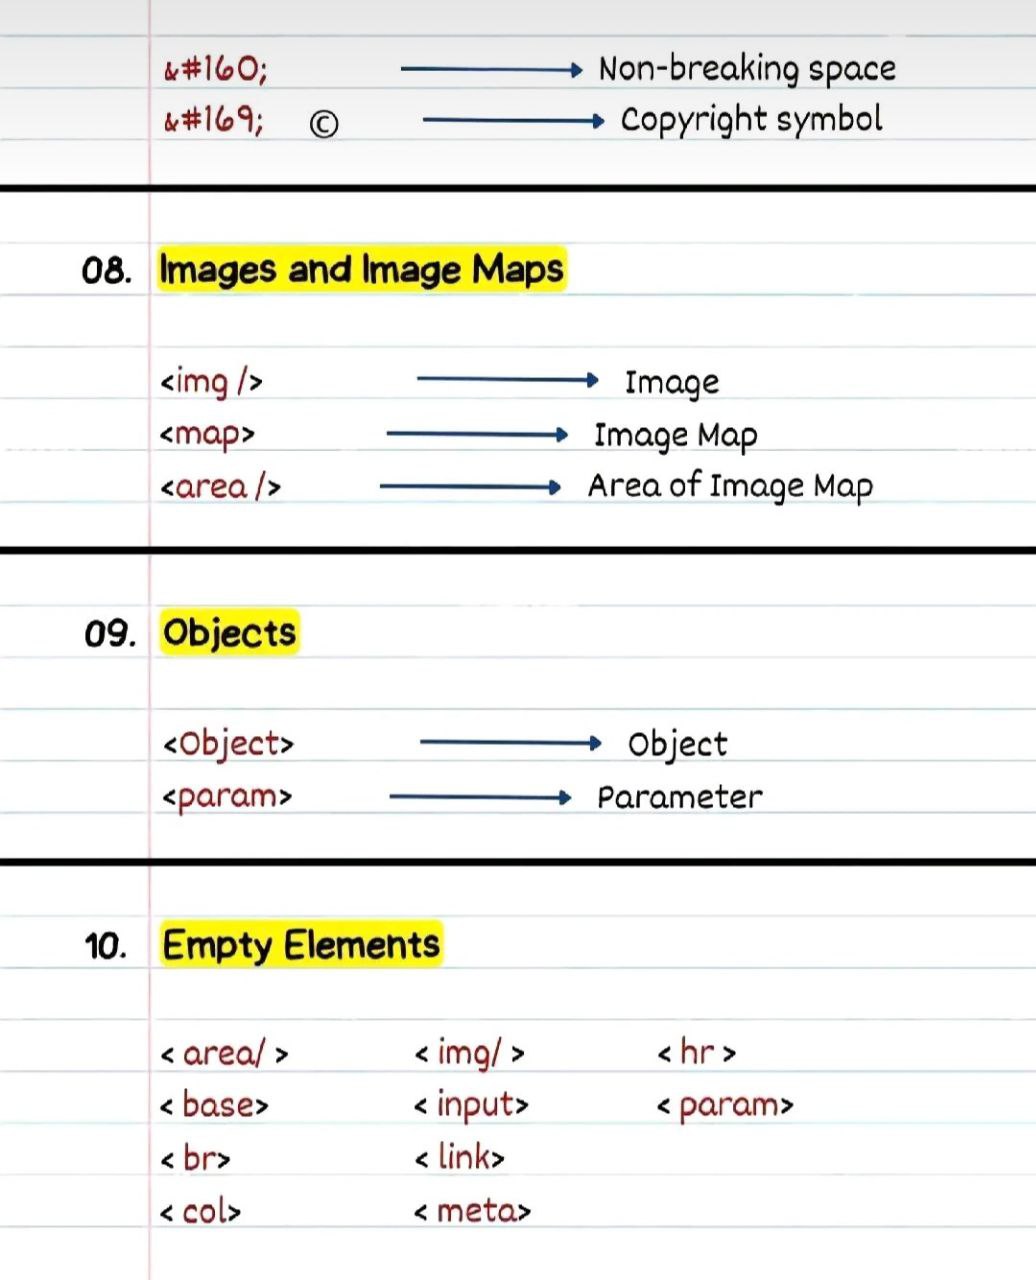 &#160; Non-breaking space
&#169; © Copyright symbol
08. Images and Image Maps
<img /> Image
<map> Image Map
<area /> Area of Image Map
09. Objects
<Object> Object
<param> Parameter
10. Empty Elements
< area/ > < img/ > < hr >
< base> < input> < param>
< br> < link>
< col> < meta>